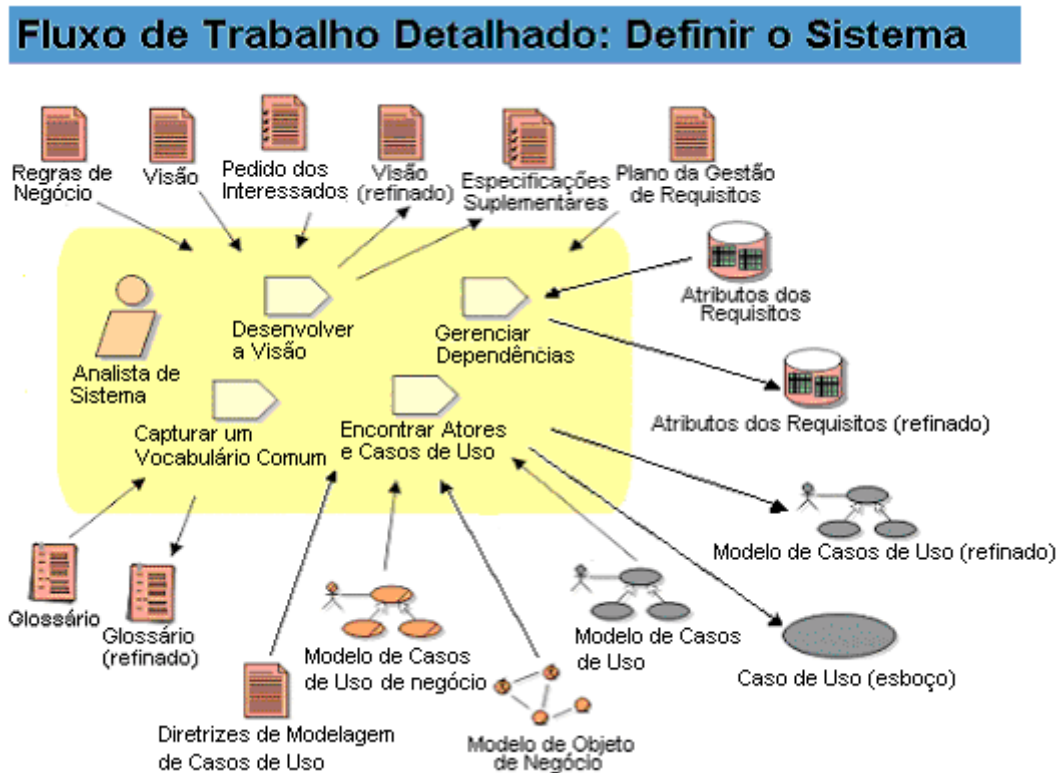 Fluxo de Trabalho Detalhado: Definir o Sistema
Regras de
Negócio
Visão
Pedido dos
Interessados
Visão
(refinado)
Especificações
Suplementares
Plano da Gestão
de Requisitos
Atributos dos
Requisitos
Desenvolver
a Visão
Gerenciar
Dependências
Analista de
Sistema
Atributos dos Requisitos (refinado)
Capturar um
Vocabulário Comum
Encontrar Atores
e Casos de Uso
Modelo de Casos de Uso (refinado)
Glossário
Glossário
(refinado)
Modelo de Casos
de Uso de negócio
Modelo de Casos
de Uso
Caso de Uso (esboço)
Diretrizes de Modelagem
de Casos de Uso
Modelo de Objeto
de Negócio